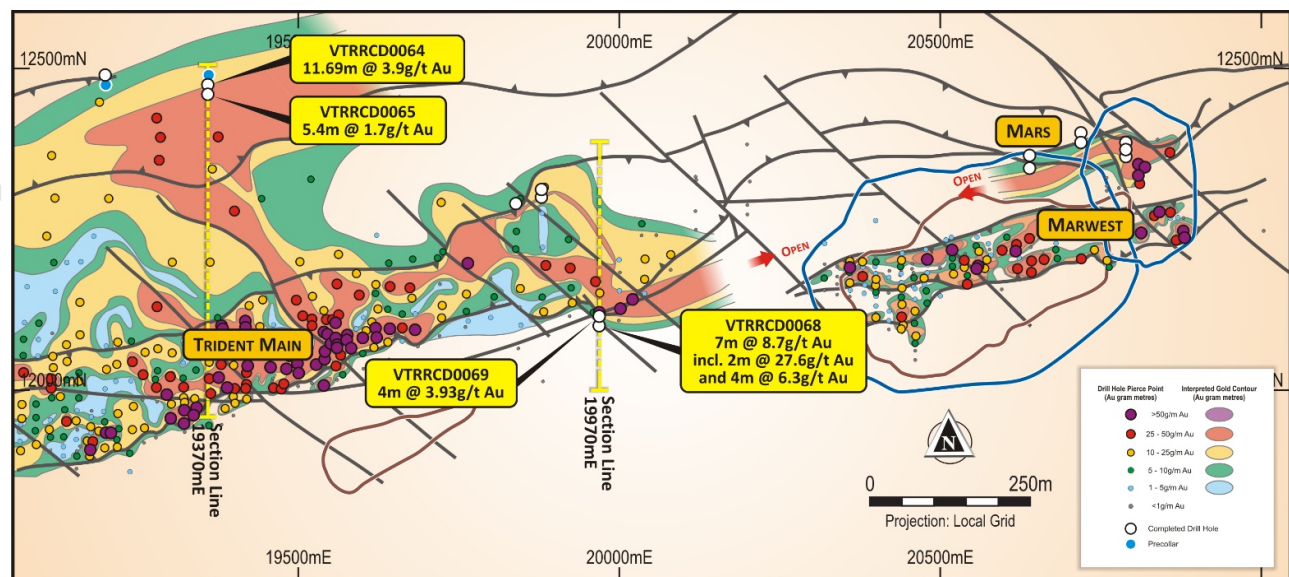 195
20000mE
20500mE
12500mN
12500mN
VTRRCD0064
11.69m @ 3.9g/t Au
VTRRCD0065
5.4m @ 1.7g/t Au
MARS
OPEN
MARWEST
OPEN
TRIDENT MAIN
VTRRCD0068
7m @ 8.7g/t Au
incl. 2m @ 27.6g/t Au
and 4m @ 6.3g/t Au
VTRRCD0069
4m @ 3.93g/t Au
12000mN
N
Section Line
19370mE
Section Line
19970mE
N
0
250m
Projection: Local Grid
Drill Hole Pierce Point
(Au gram metres)
Interpreted Gold Contour
(Au gram metres)
>50g/m Au
25 - 50g/m Au
10 - 25g/m Au
5 - 10g/m Au
1 - 5g/m Au
<1g/m Au
Completed Drill Hole
Precollar
19500mE
20000mE
20500mE